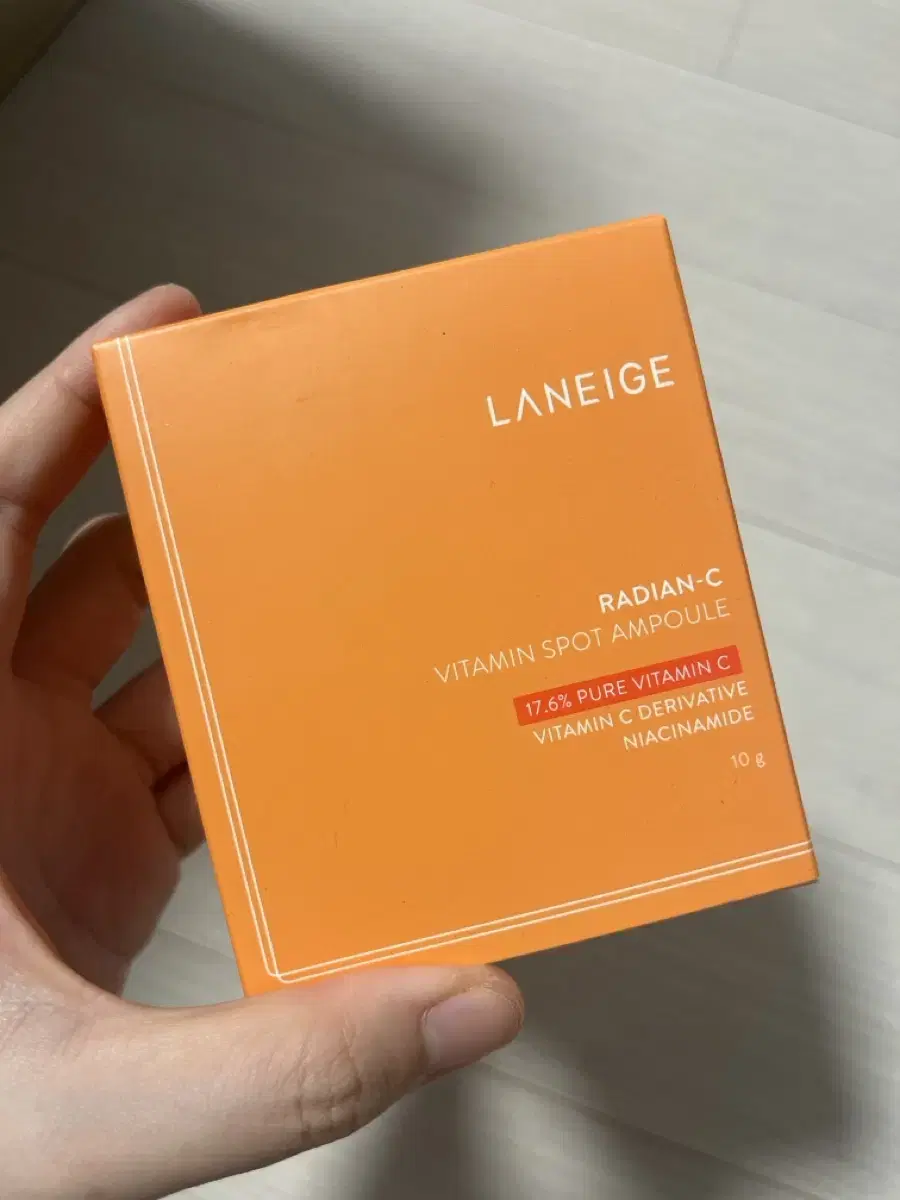 LANEIGE
RADIAN-C
VITAMIN SPOT AMPOULE
17.6% PURE VITAMIN C
VITAMIN C DERIVATIVE
NIACINAMIDE
10 g